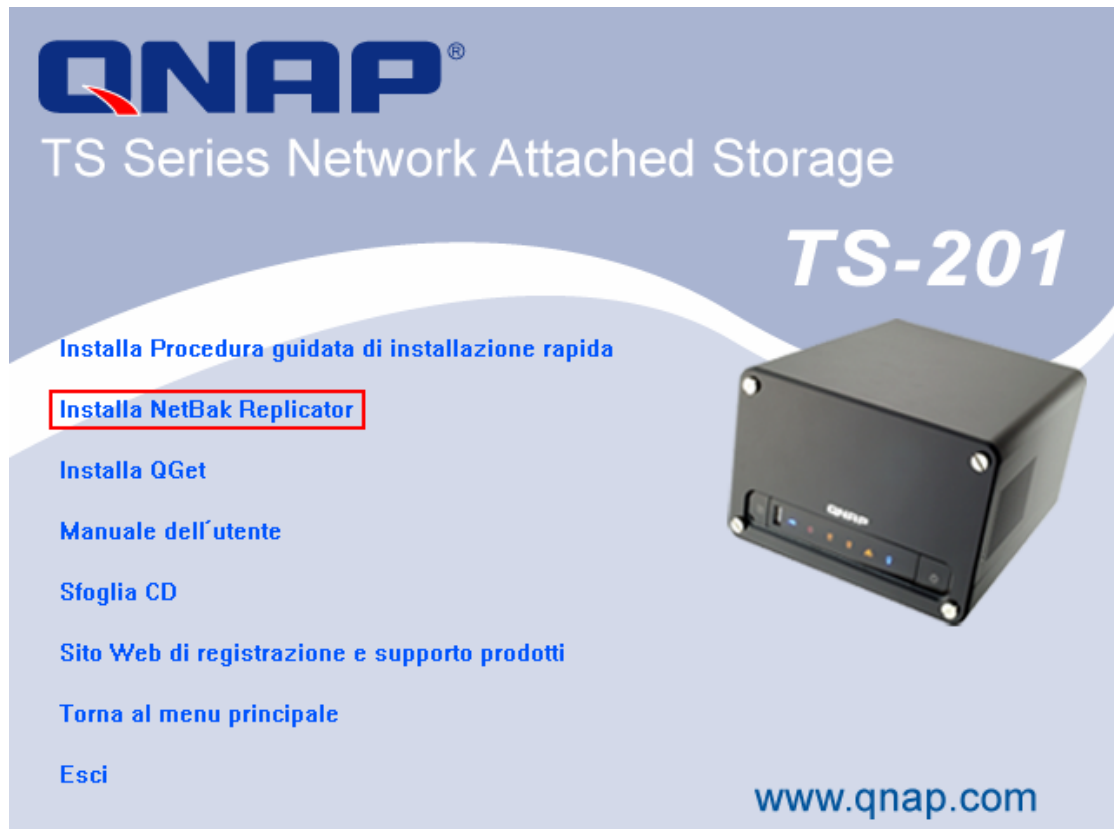 QNAP®
TS Series Network Attached Storage
TS-201
Installa Procedura guidata di installazione rapida
Installa NetBak Replicator
Installa QGet
Manuale dell´utente
Sfoglia CD
Sito Web di registrazione e supporto prodotti
Torna al menu principale
Esci
QNAP
www.qnap.com